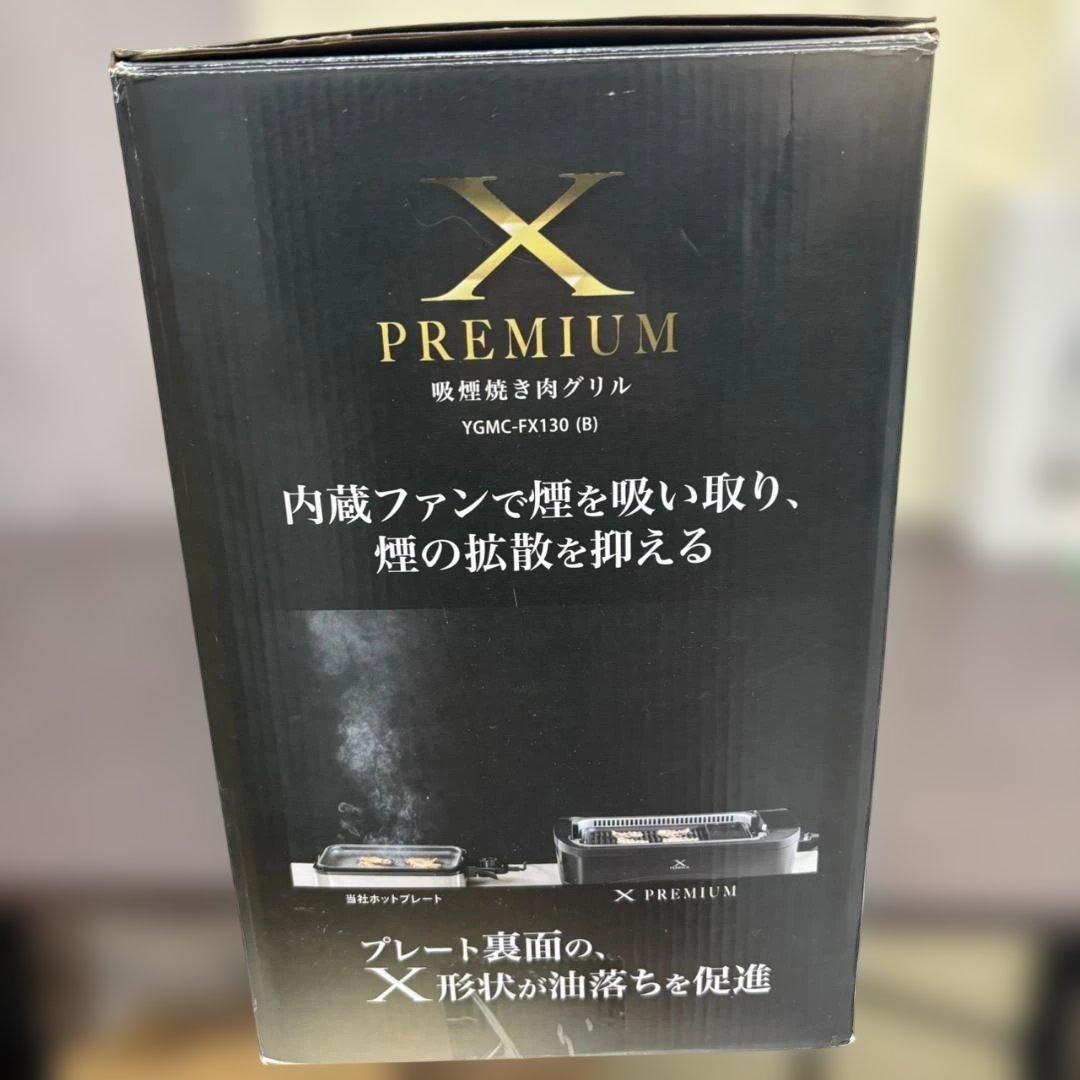 X
PREMIUM
吸煙焼き肉グリル
YGMC-FX130 (B)
内蔵ファンで煙を吸い取り、
煙の拡散を抑える
X
当社ホットプレート
X PREMIUM
プレート裏面の、
X形状が油落ちを促進